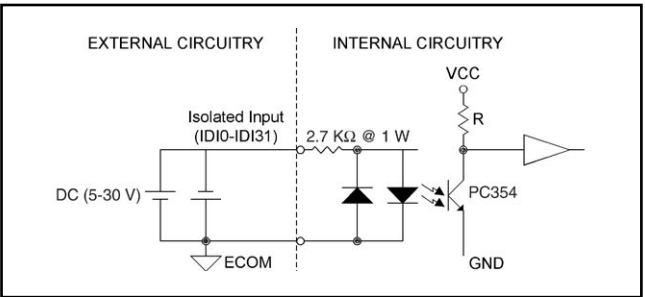 EXTERNAL CIRCUITRY
INTERNAL CIRCUITRY
VCC
R
Isolated Input
(IDI0-IDI31)
2.7 KΩ @ 1 W
DC (5-30 V)
PC354
ECOM
GND